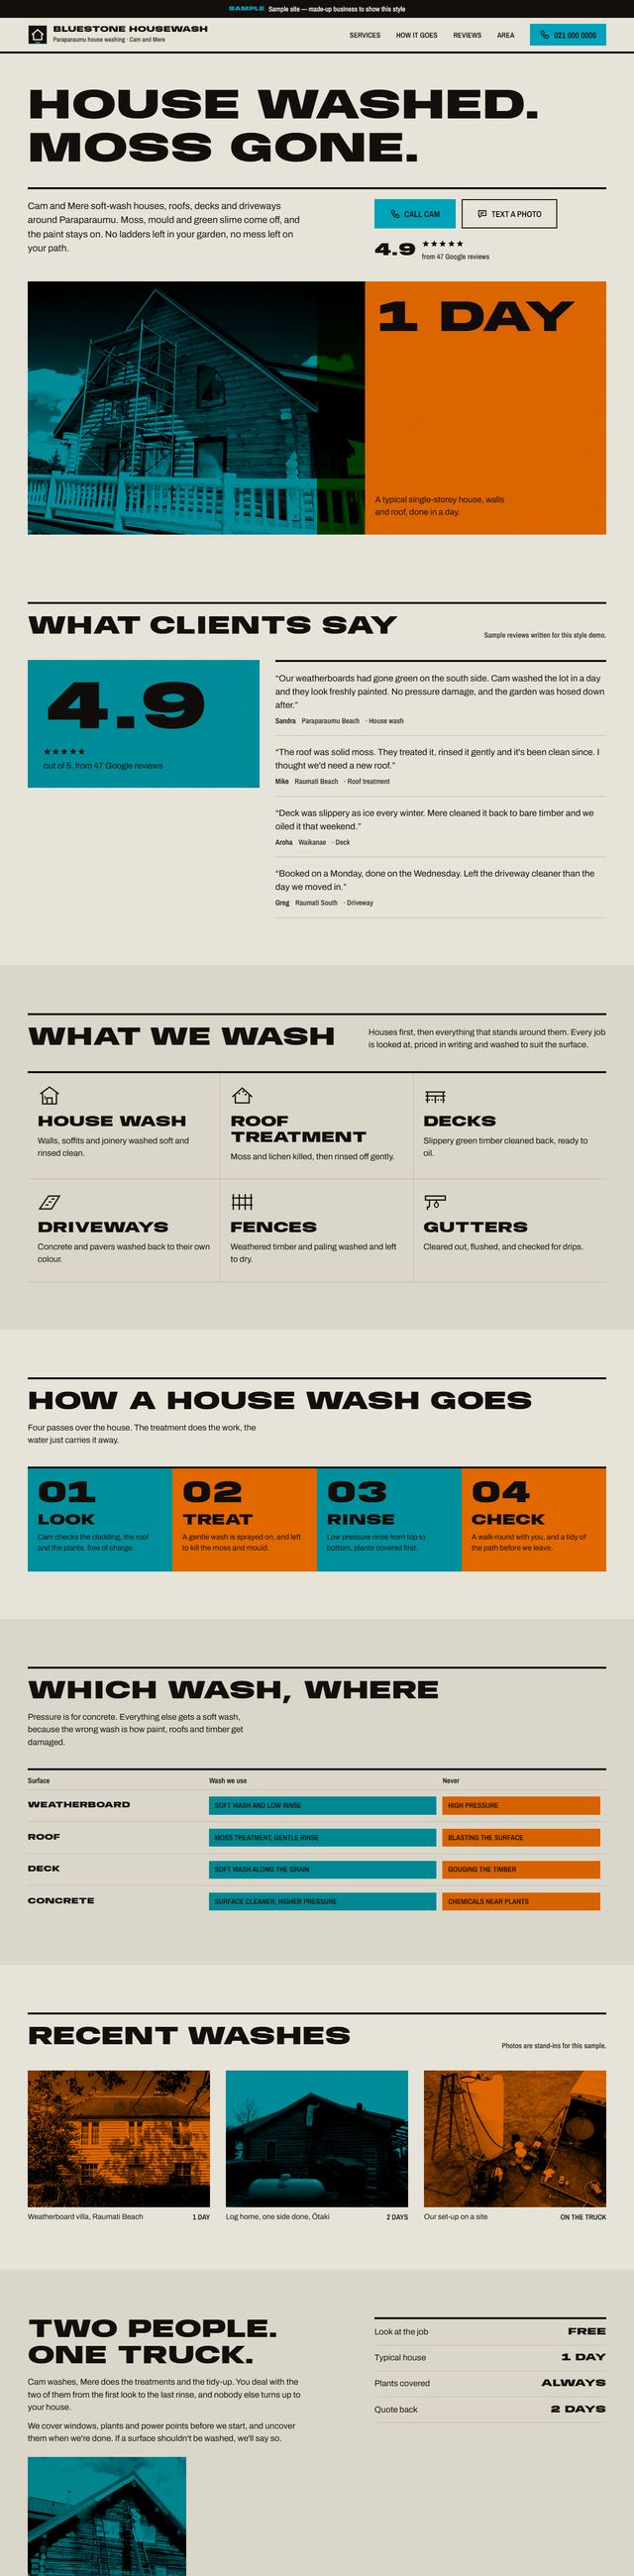 SAMPLE Sample site — made-up business to show this style
BLUESTONE HOUSEWASH
Paraparaumu house washing · Cam and Mere
SERVICES HOW IT GOES REVIEWS AREA 021 000 0000
HOUSE WASHED.
MOSS GONE.
Cam and Mere soft-wash houses, roofs, decks and driveways
around Paraparaumu. Moss, mould and green slime come off, and
the paint stays on. No ladders left in your garden, no mess left on
your path.
CALL CAM TEXT A PHOTO
4.9 ★★★★★
from 47 Google reviews
1 DAY
A typical single-storey house, walls
and roof, done in a day.
WHAT CLIENTS SAY
Sample reviews written for this style demo.
4.9
★★★★★
out of 5, from 47 Google reviews
“Our weatherboards had gone green on the south side. Cam washed the lot in a day
and they look freshly painted. No pressure damage, and the garden was hosed down
after.”
Sandra Paraparaumu Beach · House wash
“The roof was solid moss. They treated it, rinsed it gently and it's been clean since. I
thought we'd need a new roof.”
Mike Raumati Beach · Roof treatment
“Deck was slippery as ice every winter. Mere cleaned it back to bare timber and we
oiled it that weekend.”
Aroha Waikanae · Deck
“Booked on a Monday, done on the Wednesday. Left the driveway cleaner than the
day we moved in.”
Greg Raumati South · Driveway
WHAT WE WASH
Houses first, then everything that stands around them. Every job
is looked at, priced in writing and washed to suit the surface.
HOUSE WASH
Walls, soffits and joinery washed soft and
rinsed clean.
ROOF
TREATMENT
Moss and lichen killed, then rinsed off gently.
DECKS
Slippery green timber cleaned back, ready to
oil.
DRIVEWAYS
Concrete and pavers washed back to their own
colour.
FENCES
Weathered timber and paling washed and left
to dry.
GUTTERS
Cleared out, flushed, and checked for drips.
HOW A HOUSE WASH GOES
Four passes over the house. The treatment does the work, the
water just carries it away.
01
LOOK
Cam checks the cladding, the roof
and the plants, free of charge.
02
TREAT
A gentle wash is sprayed on, and left
to kill the moss and mould.
03
RINSE
Low pressure rinse from top to
bottom, plants covered first.
04
CHECK
A walk-round with you, and a tidy of
the path before we leave.
WHICH WASH, WHERE
Pressure is for concrete. Everything else gets a soft wash,
because the wrong wash is how paint, roofs and timber get
damaged.
Surface Wash we use Never
WEATHERBOARD SOFT WASH AND LOW RINSE HIGH PRESSURE
ROOF MOSS TREATMENT, GENTLE RINSE BLASTING THE SURFACE
DECK SOFT WASH ALONG THE GRAIN GOUGING THE TIMBER
CONCRETE SURFACE CLEANER, HIGHER PRESSURE CHEMICALS NEAR PLANTS
RECENT WASHES
Photos are stand-ins for this sample.
Weatherboard villa, Raumati Beach 1 DAY
Log home, one side done, Ōtaki 2 DAYS
Our set-up on a site ON THE TRUCK
TWO PEOPLE.
ONE TRUCK.
Cam washes, Mere does the treatments and the tidy-up. You deal with the
two of them from the first look to the last rinse, and nobody else turns up to
your house.
We cover windows, plants and power points before we start, and uncover
them when we're done. If a surface shouldn't be washed, we'll say so.
Look at the job FREE
Typical house 1 DAY
Plants covered ALWAYS
Quote back 2 DAYS